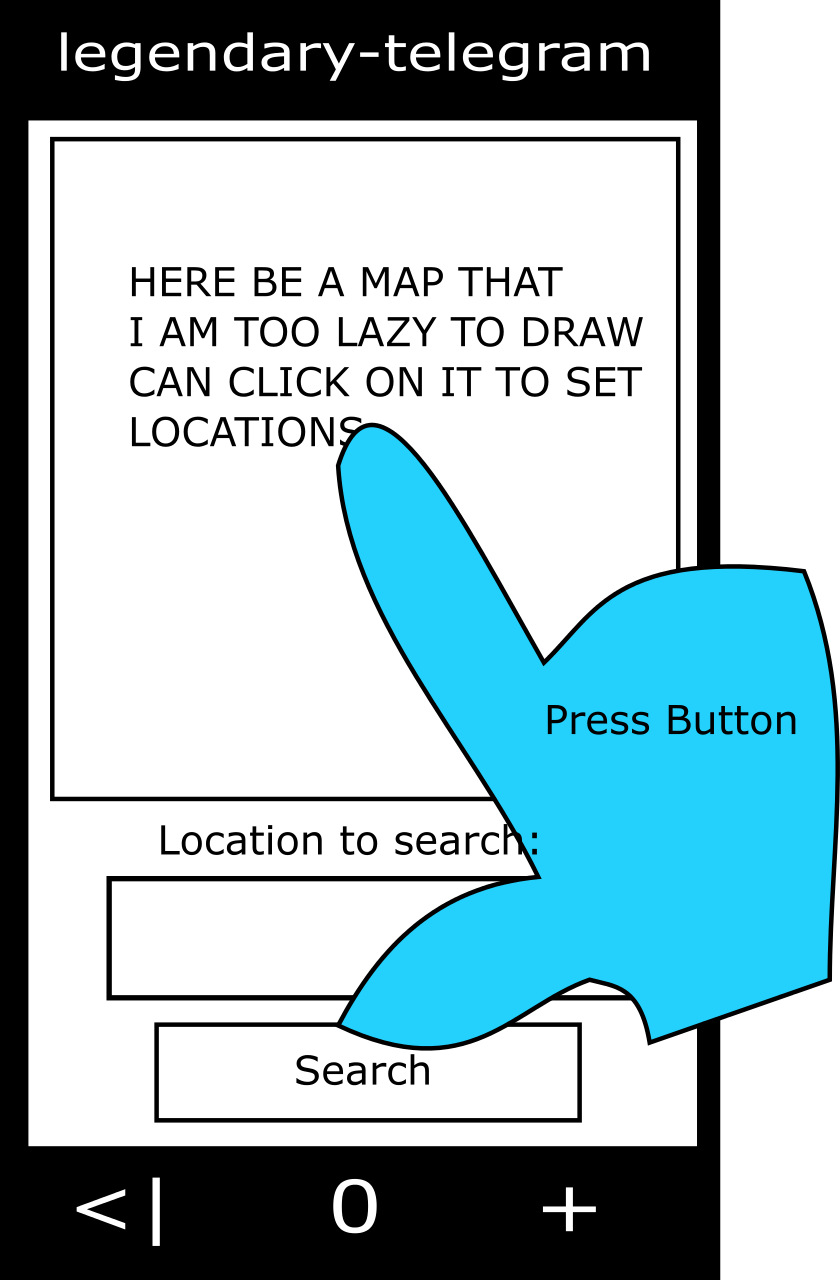 legendary-telegram
HERE BE A MAP THAT
I AM TOO LAZY TO DRAW
CAN CLICK ON IT TO SET
LOCATIONS
Press Button
Location to search:
Search
<| O +